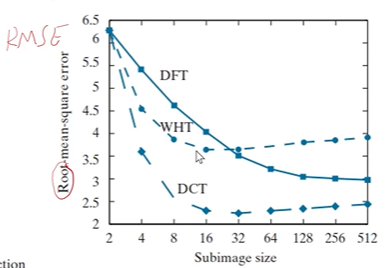 RMSE
Root-mean-square error
6.5
6
5.5
5
4.5
4
3.5
3
2.5
2
DFT
WHT
DCT
2 4 8 16 32 64 128 256 512
Subimage size
ction